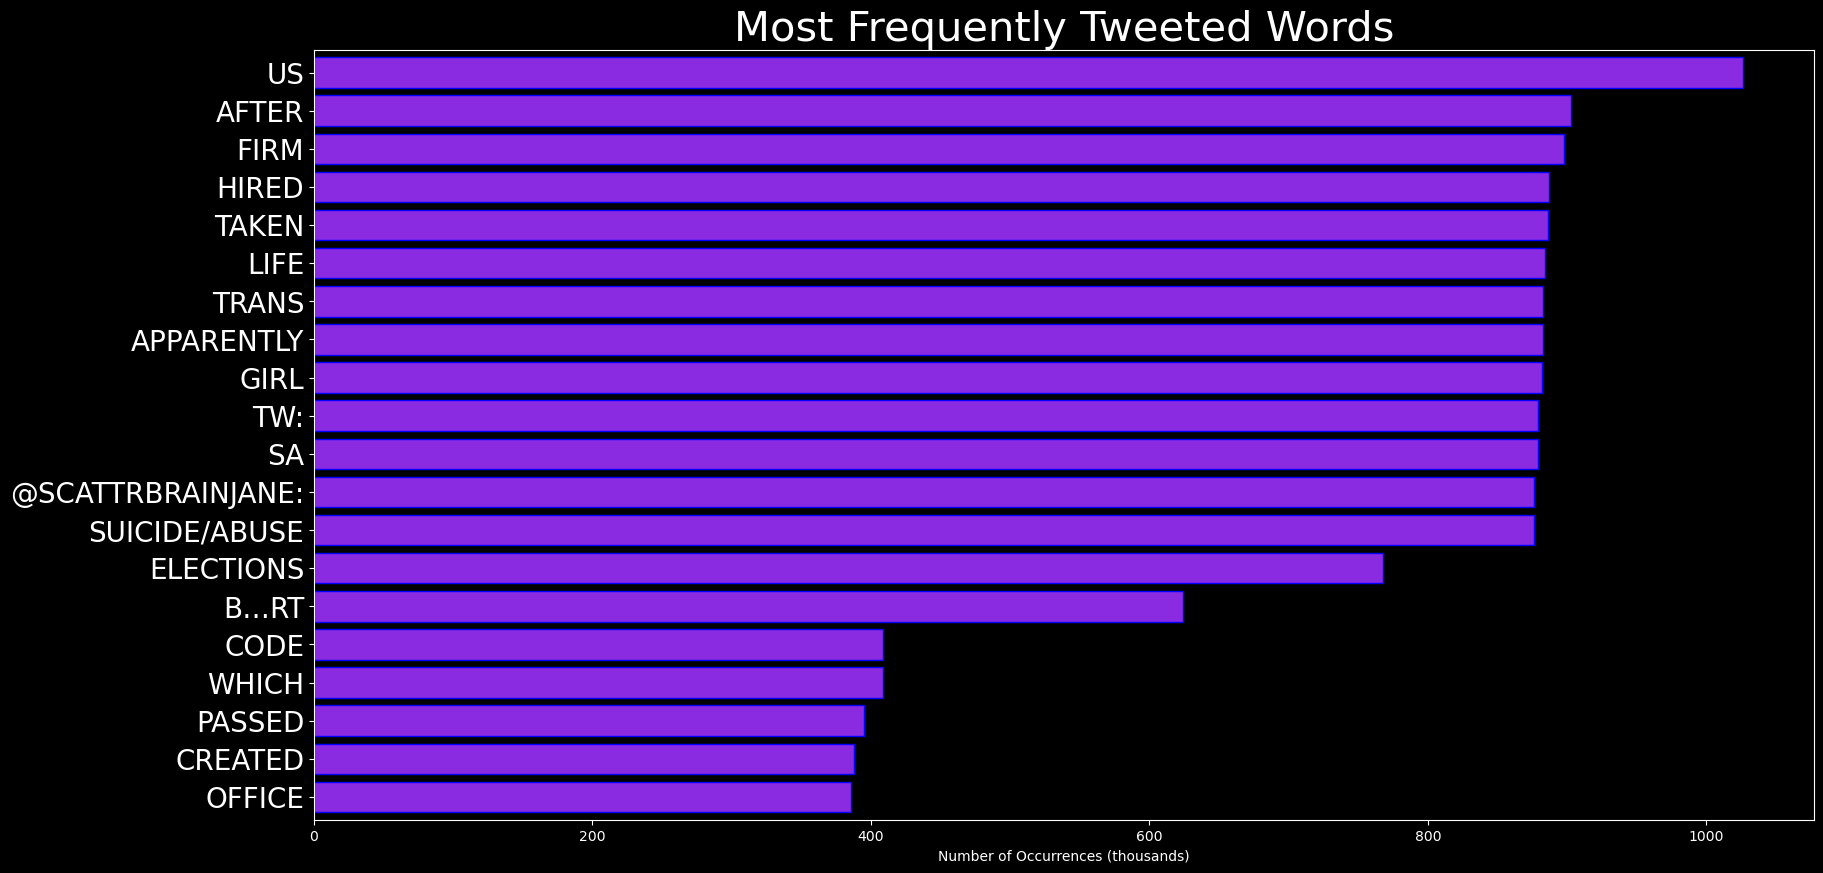 Most Frequently Tweeted Words
US
AFTER
FIRM
HIRED
TAKEN
LIFE
TRANS
APPARENTLY
GIRL
TW:
SA
@SCATTRBRAINJANE:
SUICIDE/ABUSE
ELECTIONS
B…RT
CODE
WHICH
PASSED
CREATED
OFFICE
0 200 400 600 800 1000
Number of Occurrences (thousands)